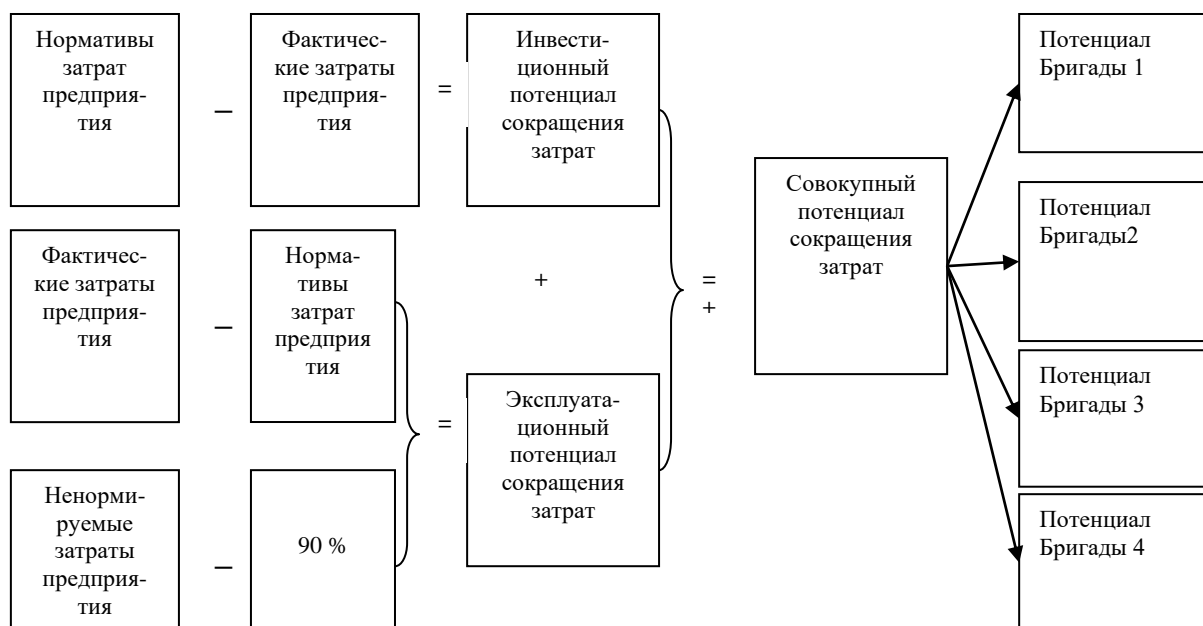 Нормативы
затрат
предприя-
тия
–
Фактичес-
кие затраты
предприя-
тия
=
Инвести-
ционный
потенциал
сокращения
затрат
Фактичес-
кие затраты
предприя-
тия
–
Норма-
тивы
затрат
предприя
тия
+
Ненорми-
руемые
затраты
предприя-
тия
–
90 %
=
Эксплуата-
ционный
потенциал
сокращения
затрат
=
+
Совокупный
потенциал
сокращения
затрат
Потенциал
Бригады 1
Потенциал
Бригады2
Потенциал
Бригады 3
Потенциал
Бригады 4